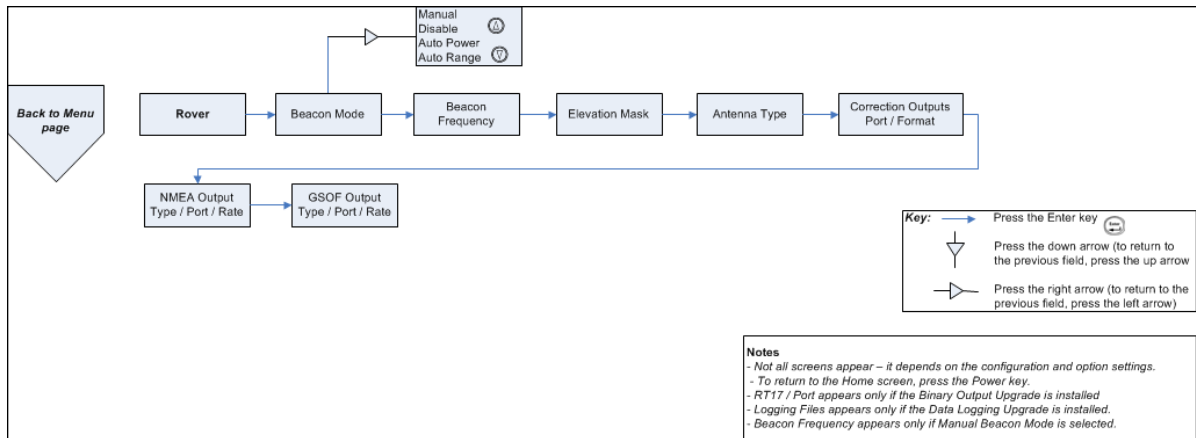 Manual
Disable
Auto Power
Auto Range
Back to Menu
page
Rover
Beacon Mode
Beacon
Frequency
Elevation Mask
Antenna Type
Correction Outputs
Port / Format
NMEA Output
Type / Port / Rate
GSOF Output
Type / Port / Rate
Key:
Press the Enter key
Press the down arrow (to return to
the previous field, press the up arrow
Press the right arrow (to return to the
previous field, press the left arrow)
Notes
- Not all screens appear – it depends on the configuration and option settings.
- To return to the Home screen, press the Power key.
- RT17 / Port appears only if the Binary Output Upgrade is installed
- Logging Files appears only if the Data Logging Upgrade is installed.
- Beacon Frequency appears only if Manual Beacon Mode is selected.